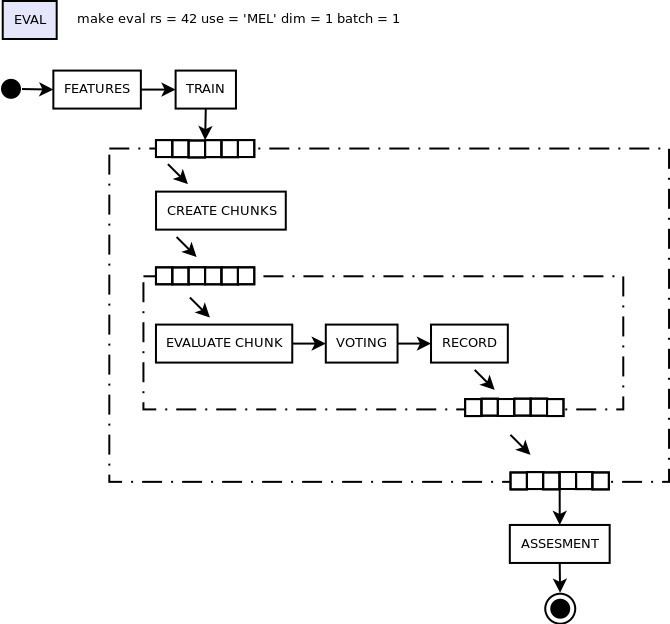 EVAL
make eval rs = 42 use = 'MEL' dim = 1 batch = 1
FEATURES
TRAIN
CREATE CHUNKS
EVALUATE CHUNK
VOTING
RECORD
ASSESMENT